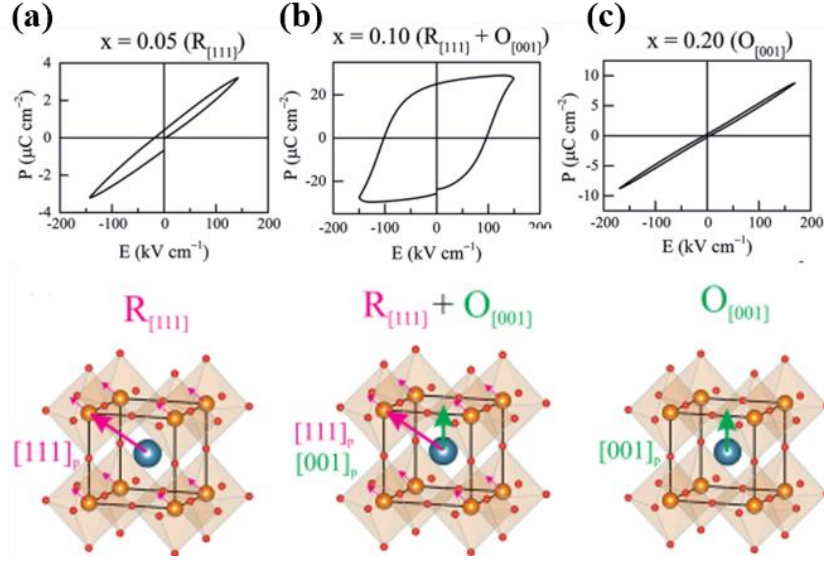 (a)
x = 0.05 (R[111])
P (μC cm⁻²)
4
2
0
-2
-4
-200 -100 0 100 200
E (kV cm⁻¹)
(b)
x = 0.10 (R[111] + O[001])
P (μC cm⁻²)
20
0
-20
-200 -100 0 100 200
E (kV cm⁻¹)
(c)
x = 0.20 (O[001])
P (μC cm⁻²)
10
5
0
-5
-10
-200 0 200
E (kV cm⁻¹)
R[111]
[111]p
R[111] + O[001]
[111]p
[001]p
O[001]
[001]p